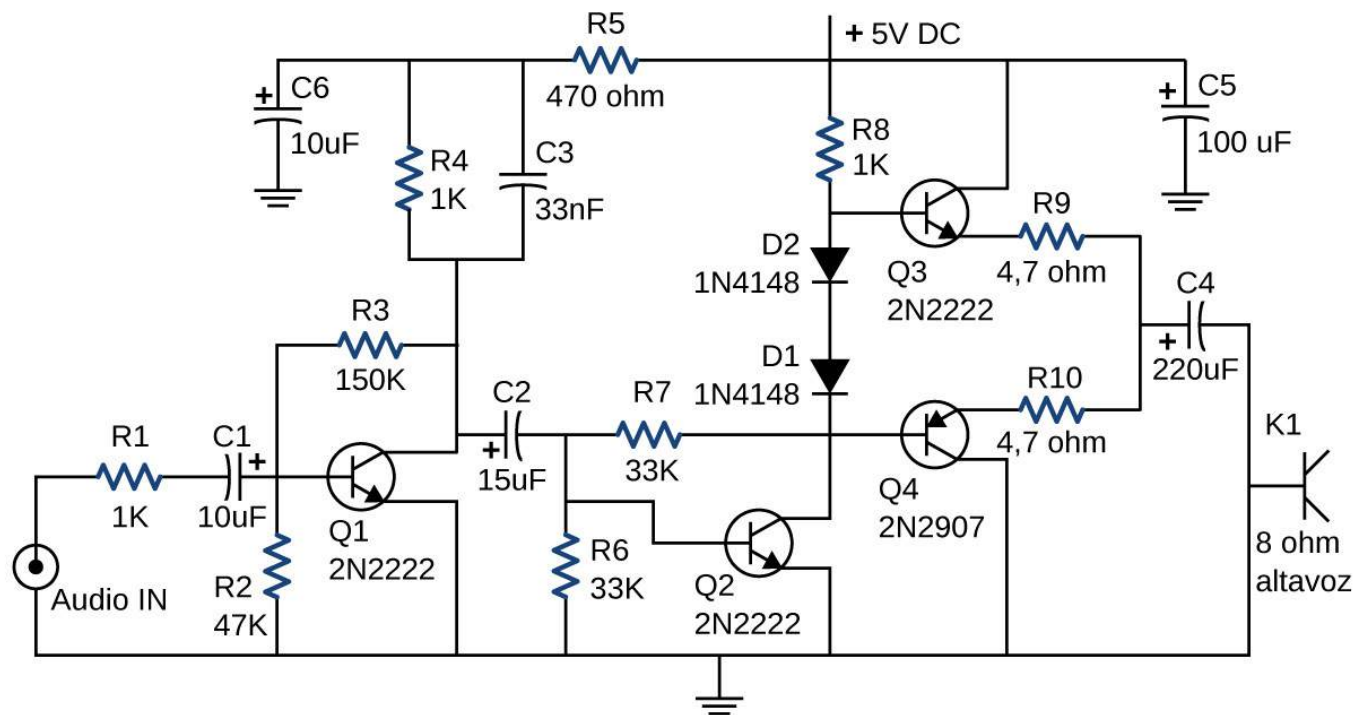 R5
470 ohm
+ 5V DC
+ C6
10uF
R4
1K
C3
33nF
R8
1K
+ C5
100 uF
D2
1N4148
Q3
2N2222
R9
4,7 ohm
C4
+
220uF
R3
150K
D1
1N4148
R10
4,7 ohm
R1
1K
C1 +
10uF
Q1
2N2222
C2
+
15uF
R7
33K
Q4
2N2907
K1
8 ohm
altavoz
Audio IN
R2
47K
R6
33K
Q2
2N2222